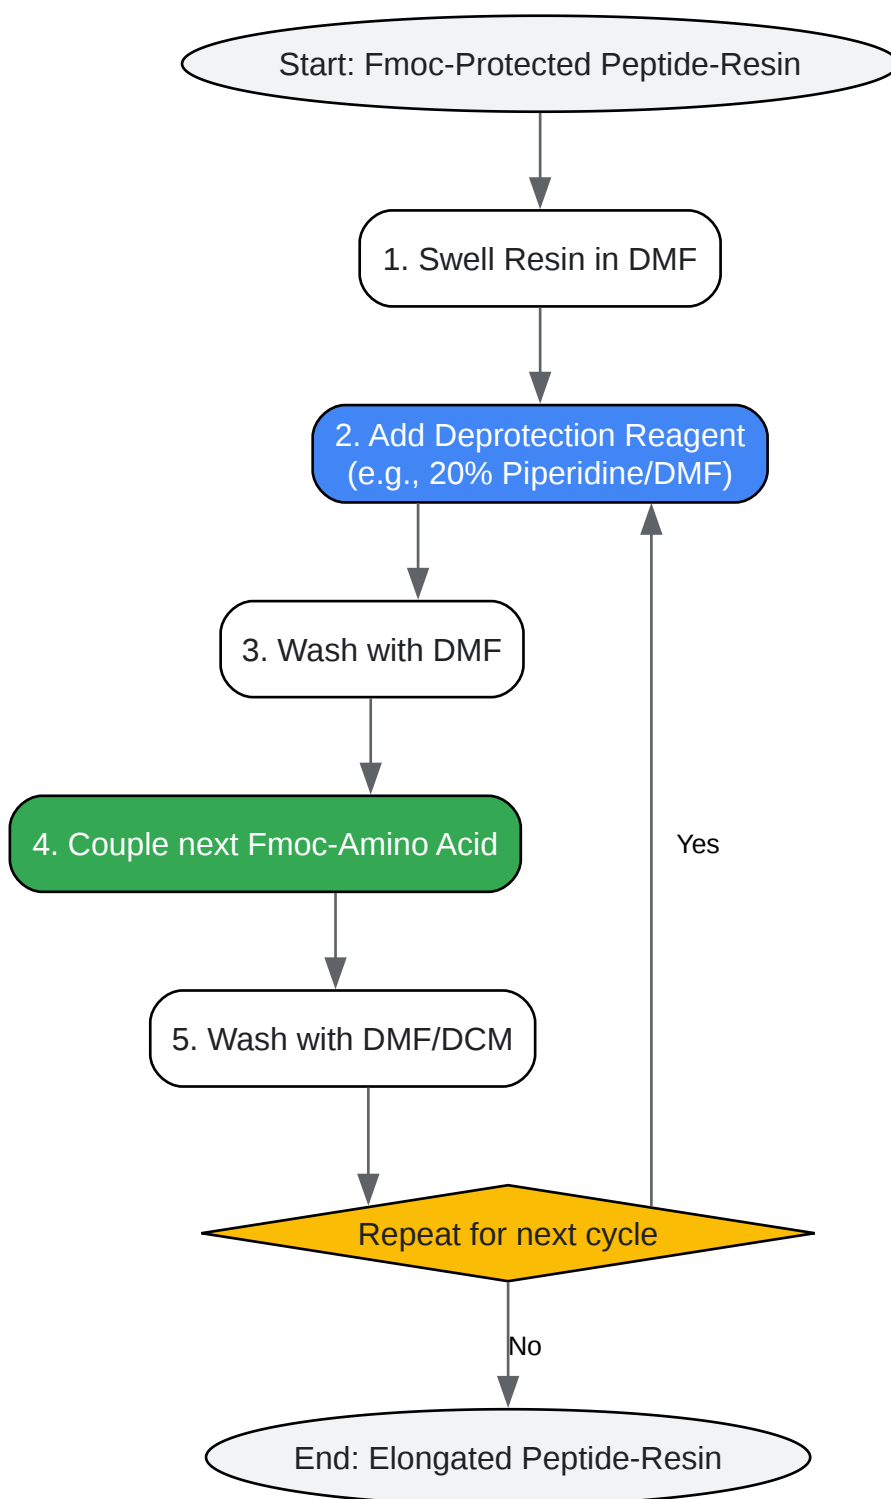 Start: Fmoc-Protected Peptide-Resin
1. Swell Resin in DMF
2. Add Deprotection Reagent
(e.g., 20% Piperidine/DMF)
3. Wash with DMF
4. Couple next Fmoc-Amino Acid
Yes
5. Wash with DMF/DCM
Repeat for next cycle
No
End: Elongated Peptide-Resin